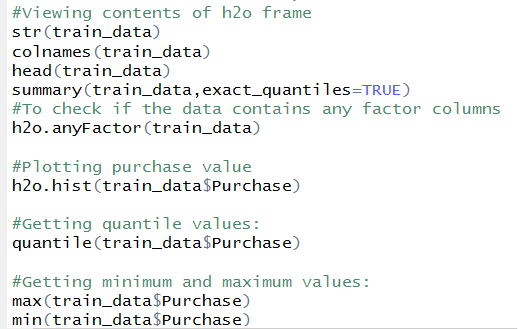 #Viewing contents of h2o frame
str(train_data)
colnames(train_data)
head(train_data)
summary(train_data,exact_quantiles=TRUE)
#To check if the data contains any factor columns
h2o.anyFactor(train_data)
#Plotting purchase value
h2o.hist(train_data$Purchase)
#Getting quantile values:
quantile(train_data$Purchase)
#Getting minimum and maximum values:
max(train_data$Purchase)
min(train_data$Purchase)